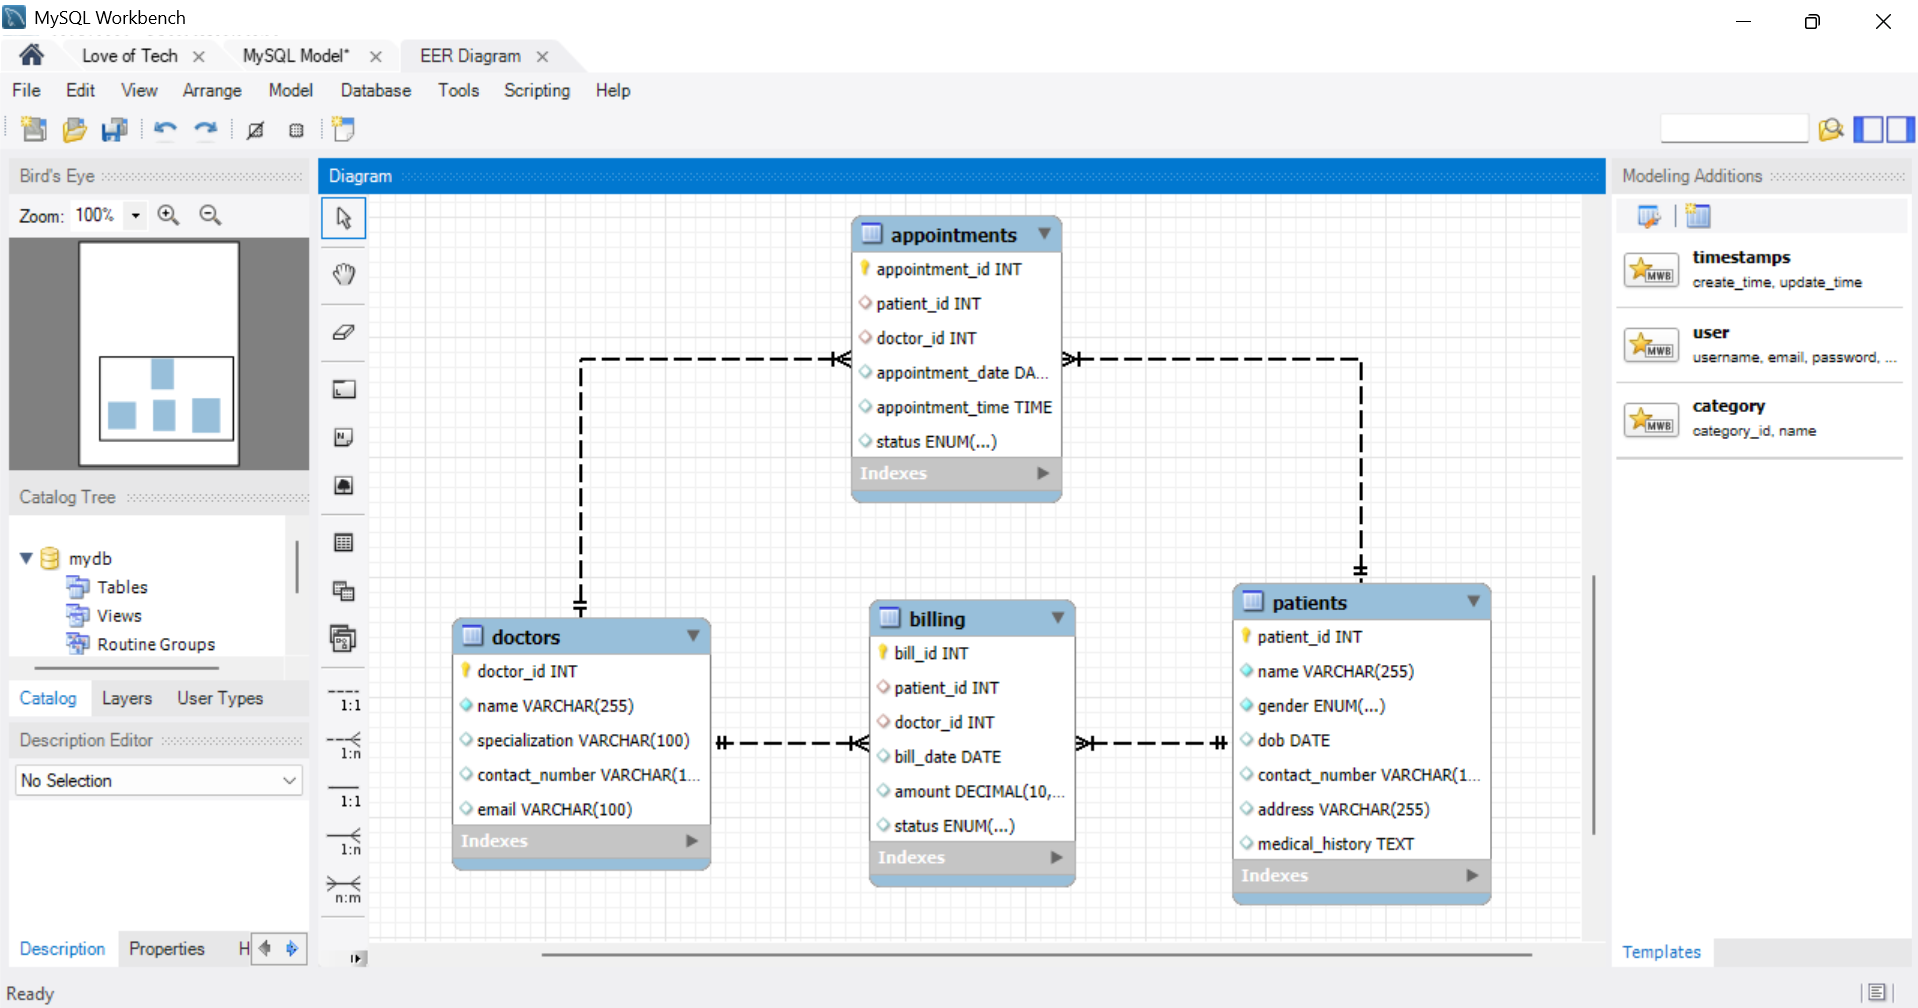 MySQL Workbench
Love of Tech
MySQL Model*
EER Diagram
File Edit View Arrange Model Database Tools Scripting Help
Bird's Eye
Zoom: 100%
Catalog Tree
mydb
Tables
Views
Routine Groups
Catalog Layers User Types
Description Editor
No Selection
Description Properties H
Ready
Diagram
1:1
1:n
1:1
1:n
n:m
appointments
appointment_id INT
patient_id INT
doctor_id INT
appointment_date DA...
appointment_time TIME
status ENUM(...)
Indexes
doctors
doctor_id INT
name VARCHAR(255)
specialization VARCHAR(100)
contact_number VARCHAR(1...
email VARCHAR(100)
Indexes
billing
bill_id INT
patient_id INT
doctor_id INT
bill_date DATE
amount DECIMAL(10,...
status ENUM(...)
Indexes
patients
patient_id INT
name VARCHAR(255)
gender ENUM(...)
dob DATE
contact_number VARCHAR(1...
address VARCHAR(255)
medical_history TEXT
Indexes
Modeling Additions
MWB
timestamps
create_time, update_time
MWB
user
username, email, password, ...
MWB
category
category_id, name
Templates